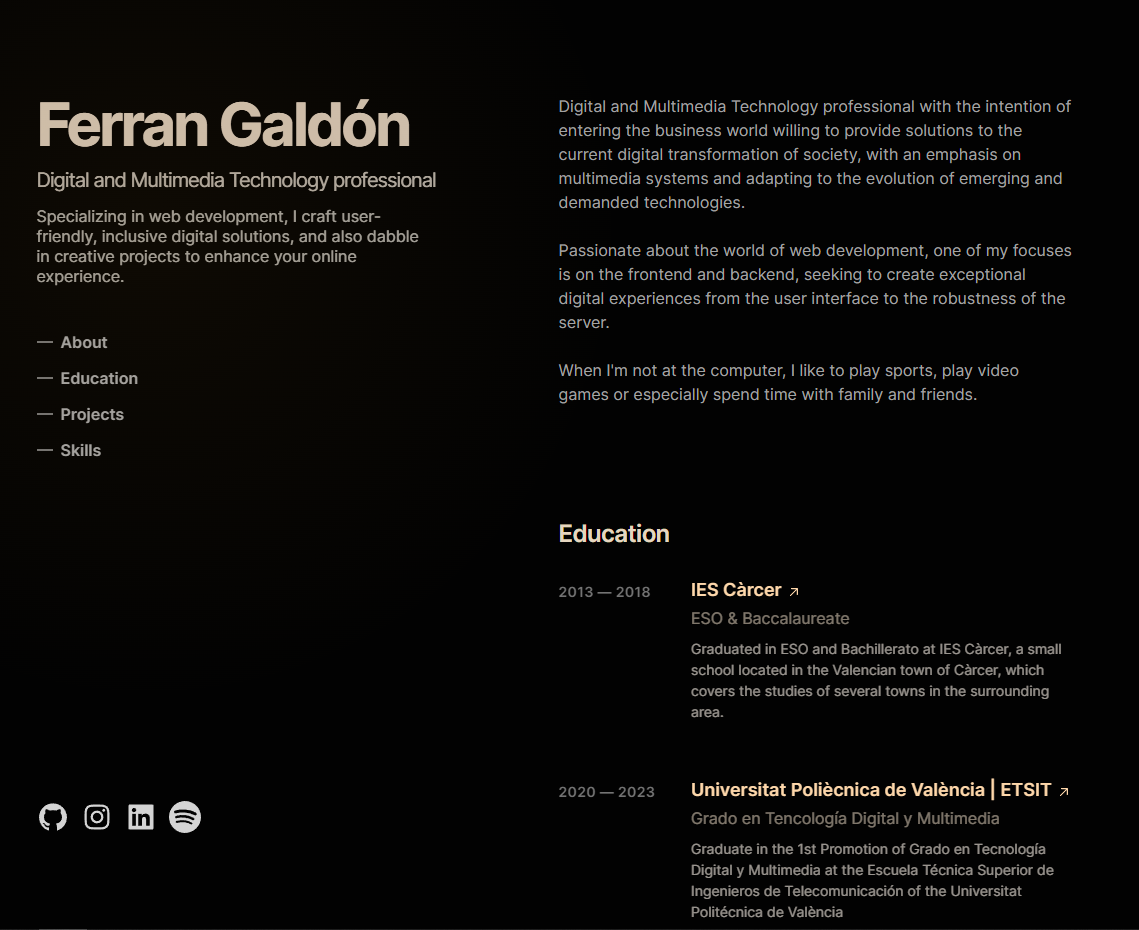 Ferran Galdón
Digital and Multimedia Technology professional
Specializing in web development, I craft user-
friendly, inclusive digital solutions, and also dabble
in creative projects to enhance your online
experience.
— About
— Education
— Projects
— Skills
Digital and Multimedia Technology professional with the intention of
entering the business world willing to provide solutions to the
current digital transformation of society, with an emphasis on
multimedia systems and adapting to the evolution of emerging and
demanded technologies.
Passionate about the world of web development, one of my focuses
is on the frontend and backend, seeking to create exceptional
digital experiences from the user interface to the robustness of the
server.
When I'm not at the computer, I like to play sports, play video
games or especially spend time with family and friends.
Education
2013 — 2018
IES Càrcer
ESO & Baccalaureate
Graduated in ESO and Bachillerato at IES Càrcer, a small
school located in the Valencian town of Càrcer, which
covers the studies of several towns in the surrounding
area.
2020 — 2023
Universitat Poliècnica de València | ETSIT
Grado en Tencología Digital y Multimedia
Graduate in the 1st Promotion of Grado en Tecnología
Digital y Multimedia at the Escuela Técnica Superior de
Ingenieros de Telecomunicación of the Universitat
Politécnica de València
in